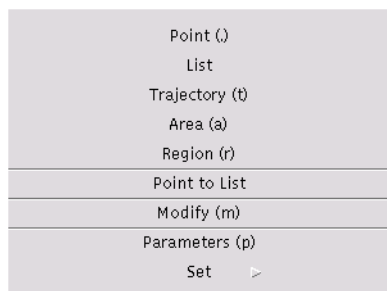 Point (.)
List
Trajectory (t)
Area (a)
Region (r)
Point to List
Modify (m)
Parameters (p)
Set